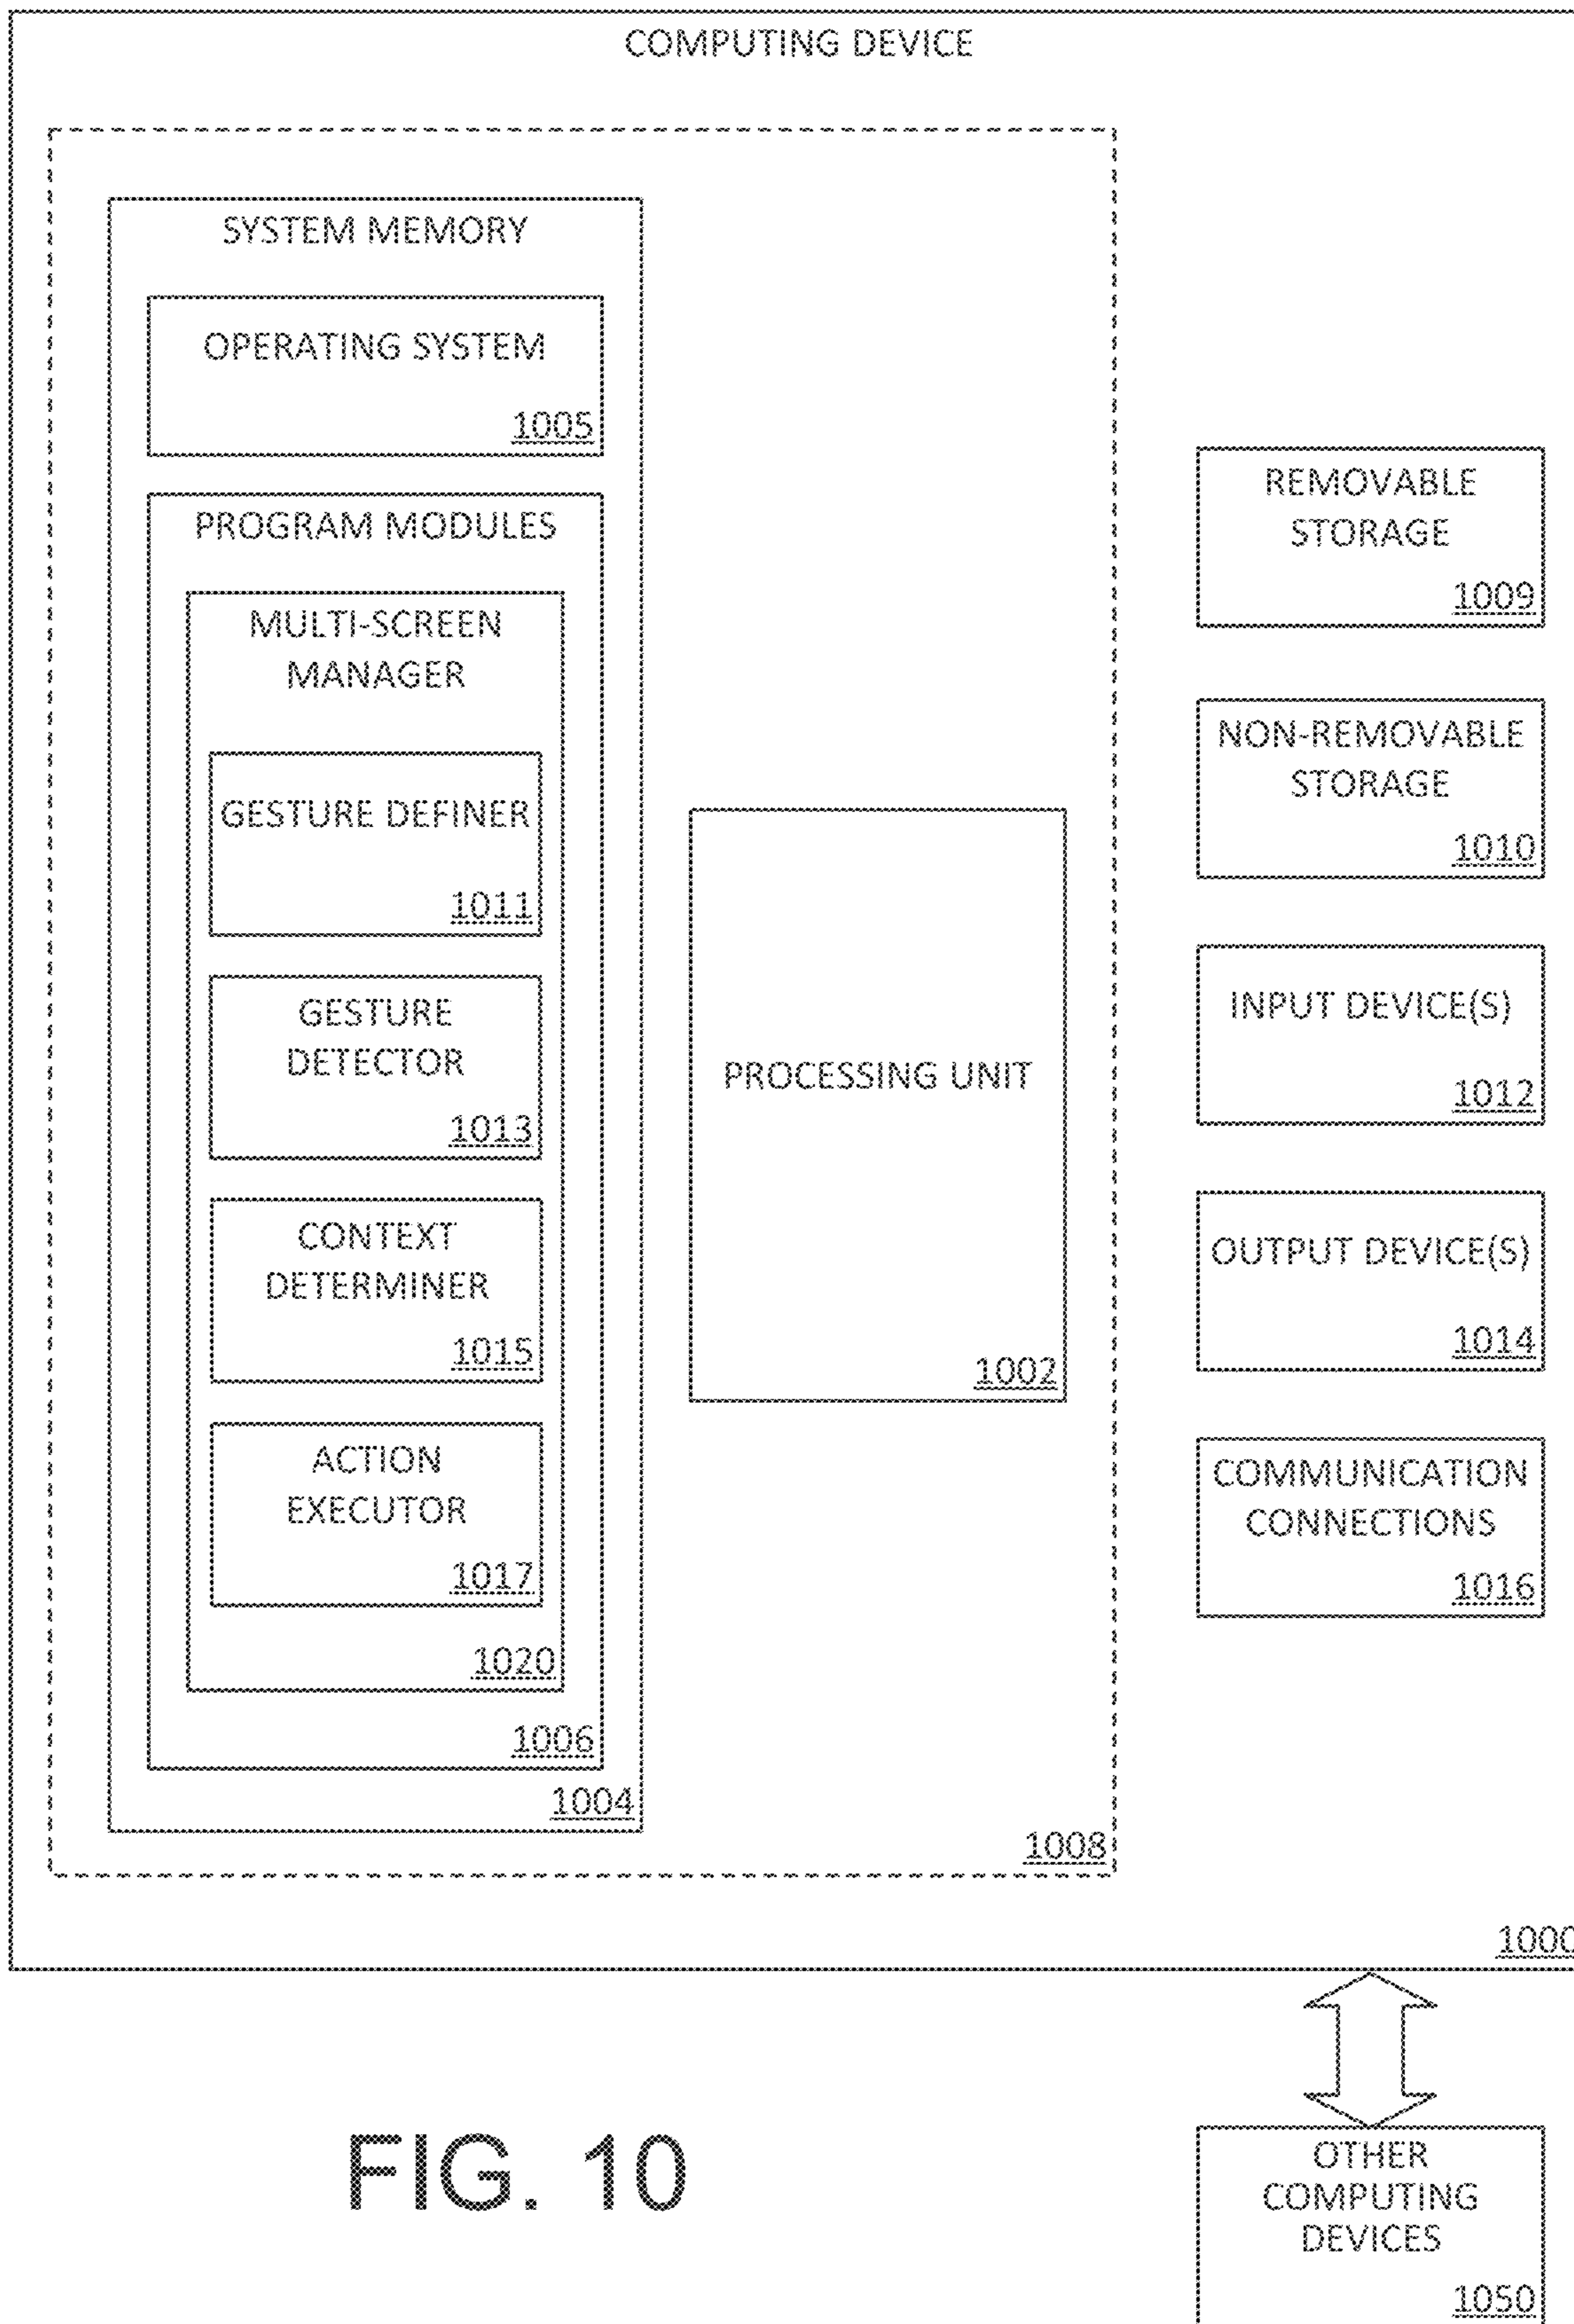 COMPUTING DEVICE
SYSTEM MEMORY
OPERATING SYSTEM
1005
PROGRAM MODULES
MULTI-SCREEN
MANAGER
GESTURE DEFINER
1011
GESTURE
DETECTOR
1013
CONTEXT
DETERMINER
1015
ACTION
EXECUTOR
1017
1020
1006
1004
PROCESSING UNIT
1002
1008
REMOVABLE
STORAGE
1009
NON-REMOVABLE
STORAGE
1010
INPUT DEVICE(S)
1012
OUTPUT DEVICE(S)
1014
COMMUNICATION
CONNECTIONS
1016
1000
OTHER
COMPUTING
DEVICES
1050
FIG. 10